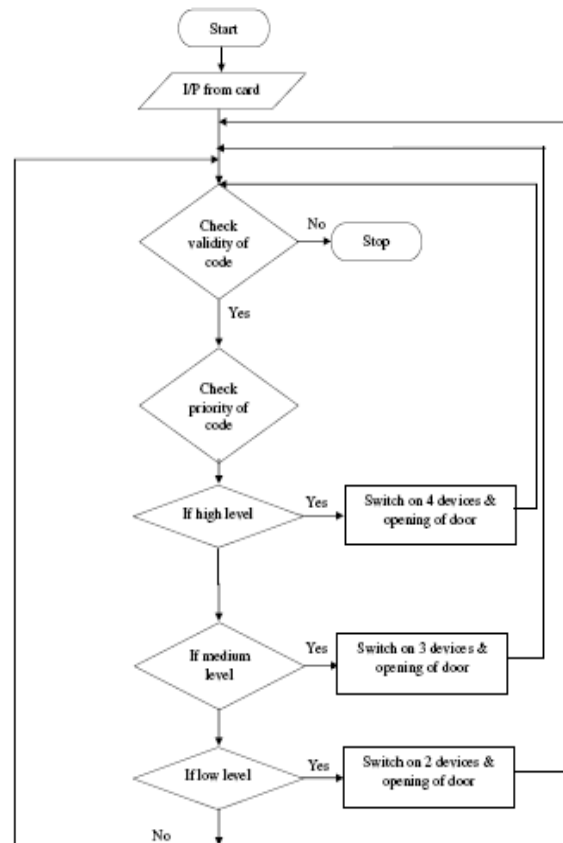 Start
I/P from card
Check
validity of
code
No
Stop
Yes
Check
priority of
code
If high level
Yes
Switch on 4 devices &
opening of door
If medium
level
Yes
Switch on 3 devices &
opening of door
If low level
Yes
Switch on 2 devices &
opening of door
No